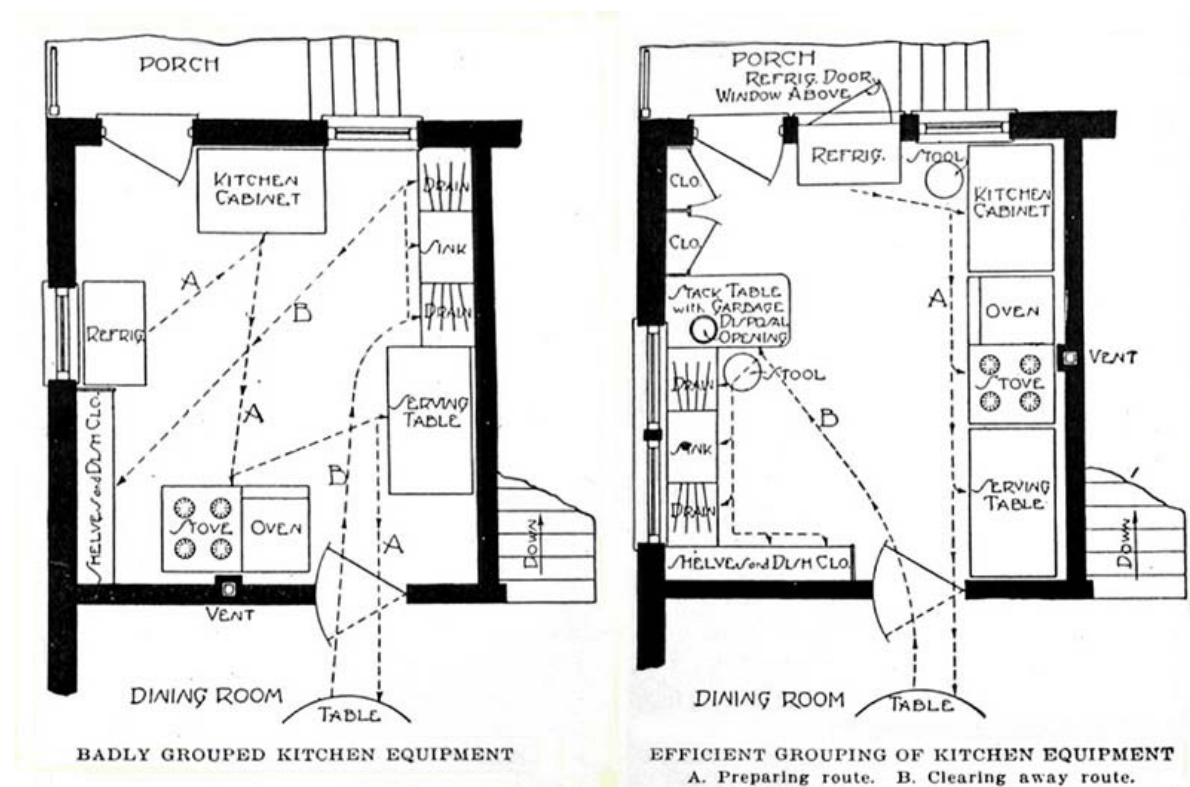 PORCH
KITCHEN
CABINET
DRAIN
SINK
DRAIN
A
B
REFRIG.
A
SERVING
TABLE
SHELVES and DISH CLO.
B
STOVE
OVEN
A
DOWN
VENT
DINING ROOM
TABLE
BADLY GROUPED KITCHEN EQUIPMENT
PORCH
REFRIG. DOOR
WINDOW ABOVE
REFRIG.
STOOL
CLO.
KITCHEN
CABINET
CLO.
STACK TABLE
with GARBAGE
DISPOSAL
OPENING
A
OVEN
VENT
DRAIN
STOOL
STOVE
B
SINK
DRAIN
SERVING
TABLE
DOWN
SHELVES and DISH CLO.
DINING ROOM
TABLE
EFFICIENT GROUPING OF KITCHEN EQUIPMENT
A. Preparing route. B. Clearing away route.